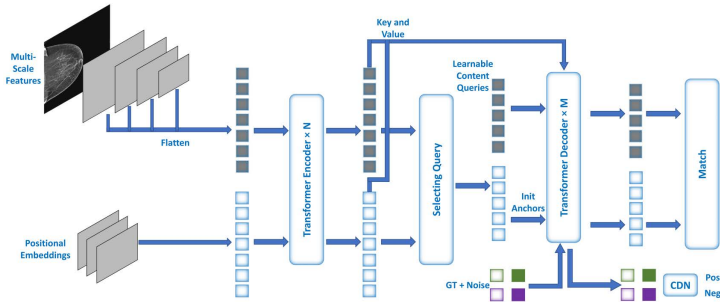 Multi-
Scale
Features
Flatten
Positional
Embeddings
Transformer Encoder × N
Key and
Value
Selecting Query
Learnable
Content
Queries
Init
Anchors
GT + Noise
Transformer Decoder × M
Match
CDN
Pos
Neg